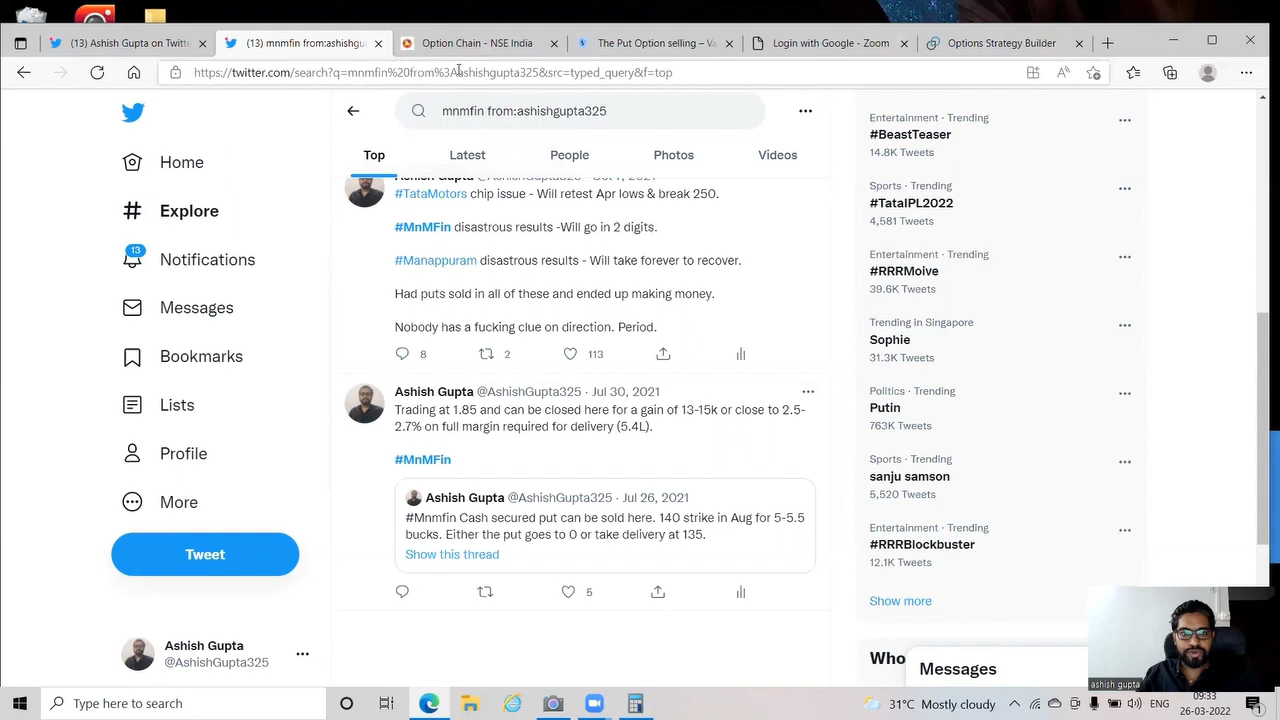 (13) Ashish Gupta on Twitt
(13) mnmfin from:ashishgu
Option Chain - NSE India
The Put Option selling - Va
Login with Google - Zoom
Options Strategy Builder
https://twitter.com/search?q=mnmfin%20from%3Aashishgupta325&src=typed_query&f=top
mnmfin from:ashishgupta325
Top
Latest
People
Photos
Videos
Home
Explore
13
Notifications
Messages
Bookmarks
Lists
Profile
More
Tweet
Ashish Gupta
@AshishGupta325
Ashish Gupta @AshishGupta325 · Oct 7, 2021
#TataMotors chip issue - Will retest Apr lows & break 250.
#MnMFin disastrous results -Will go in 2 digits.
#Manappuram disastrous results - Will take forever to recover.
Had puts sold in all of these and ended up making money.
Nobody has a fucking clue on direction. Period.
8
2
113
Ashish Gupta @AshishGupta325 · Jul 30, 2021
Trading at 1.85 and can be closed here for a gain of 13-15k or close to 2.5-
2.7% on full margin required for delivery (5.4L).
#MnMFin
Ashish Gupta @AshishGupta325 · Jul 26, 2021
#Mnmfin Cash secured put can be sold here. 140 strike in Aug for 5-5.5
bucks. Either the put goes to 0 or take delivery at 135.
Show this thread
5
Entertainment · Trending
#BeastTeaser
14.8K Tweets
Sports · Trending
#TataIPL2022
4,581 Tweets
Entertainment · Trending
#RRRMoive
39.6K Tweets
Trending in Singapore
Sophie
31.3K Tweets
Politics · Trending
Putin
763K Tweets
Sports · Trending
sanju samson
5,520 Tweets
Entertainment · Trending
#RRRBlockbuster
12.1K Tweets
Show more
Who
Messages
ashish gupta
Type here to search
31°C Mostly cloudy
ENG
09:33
26-03-2022
1